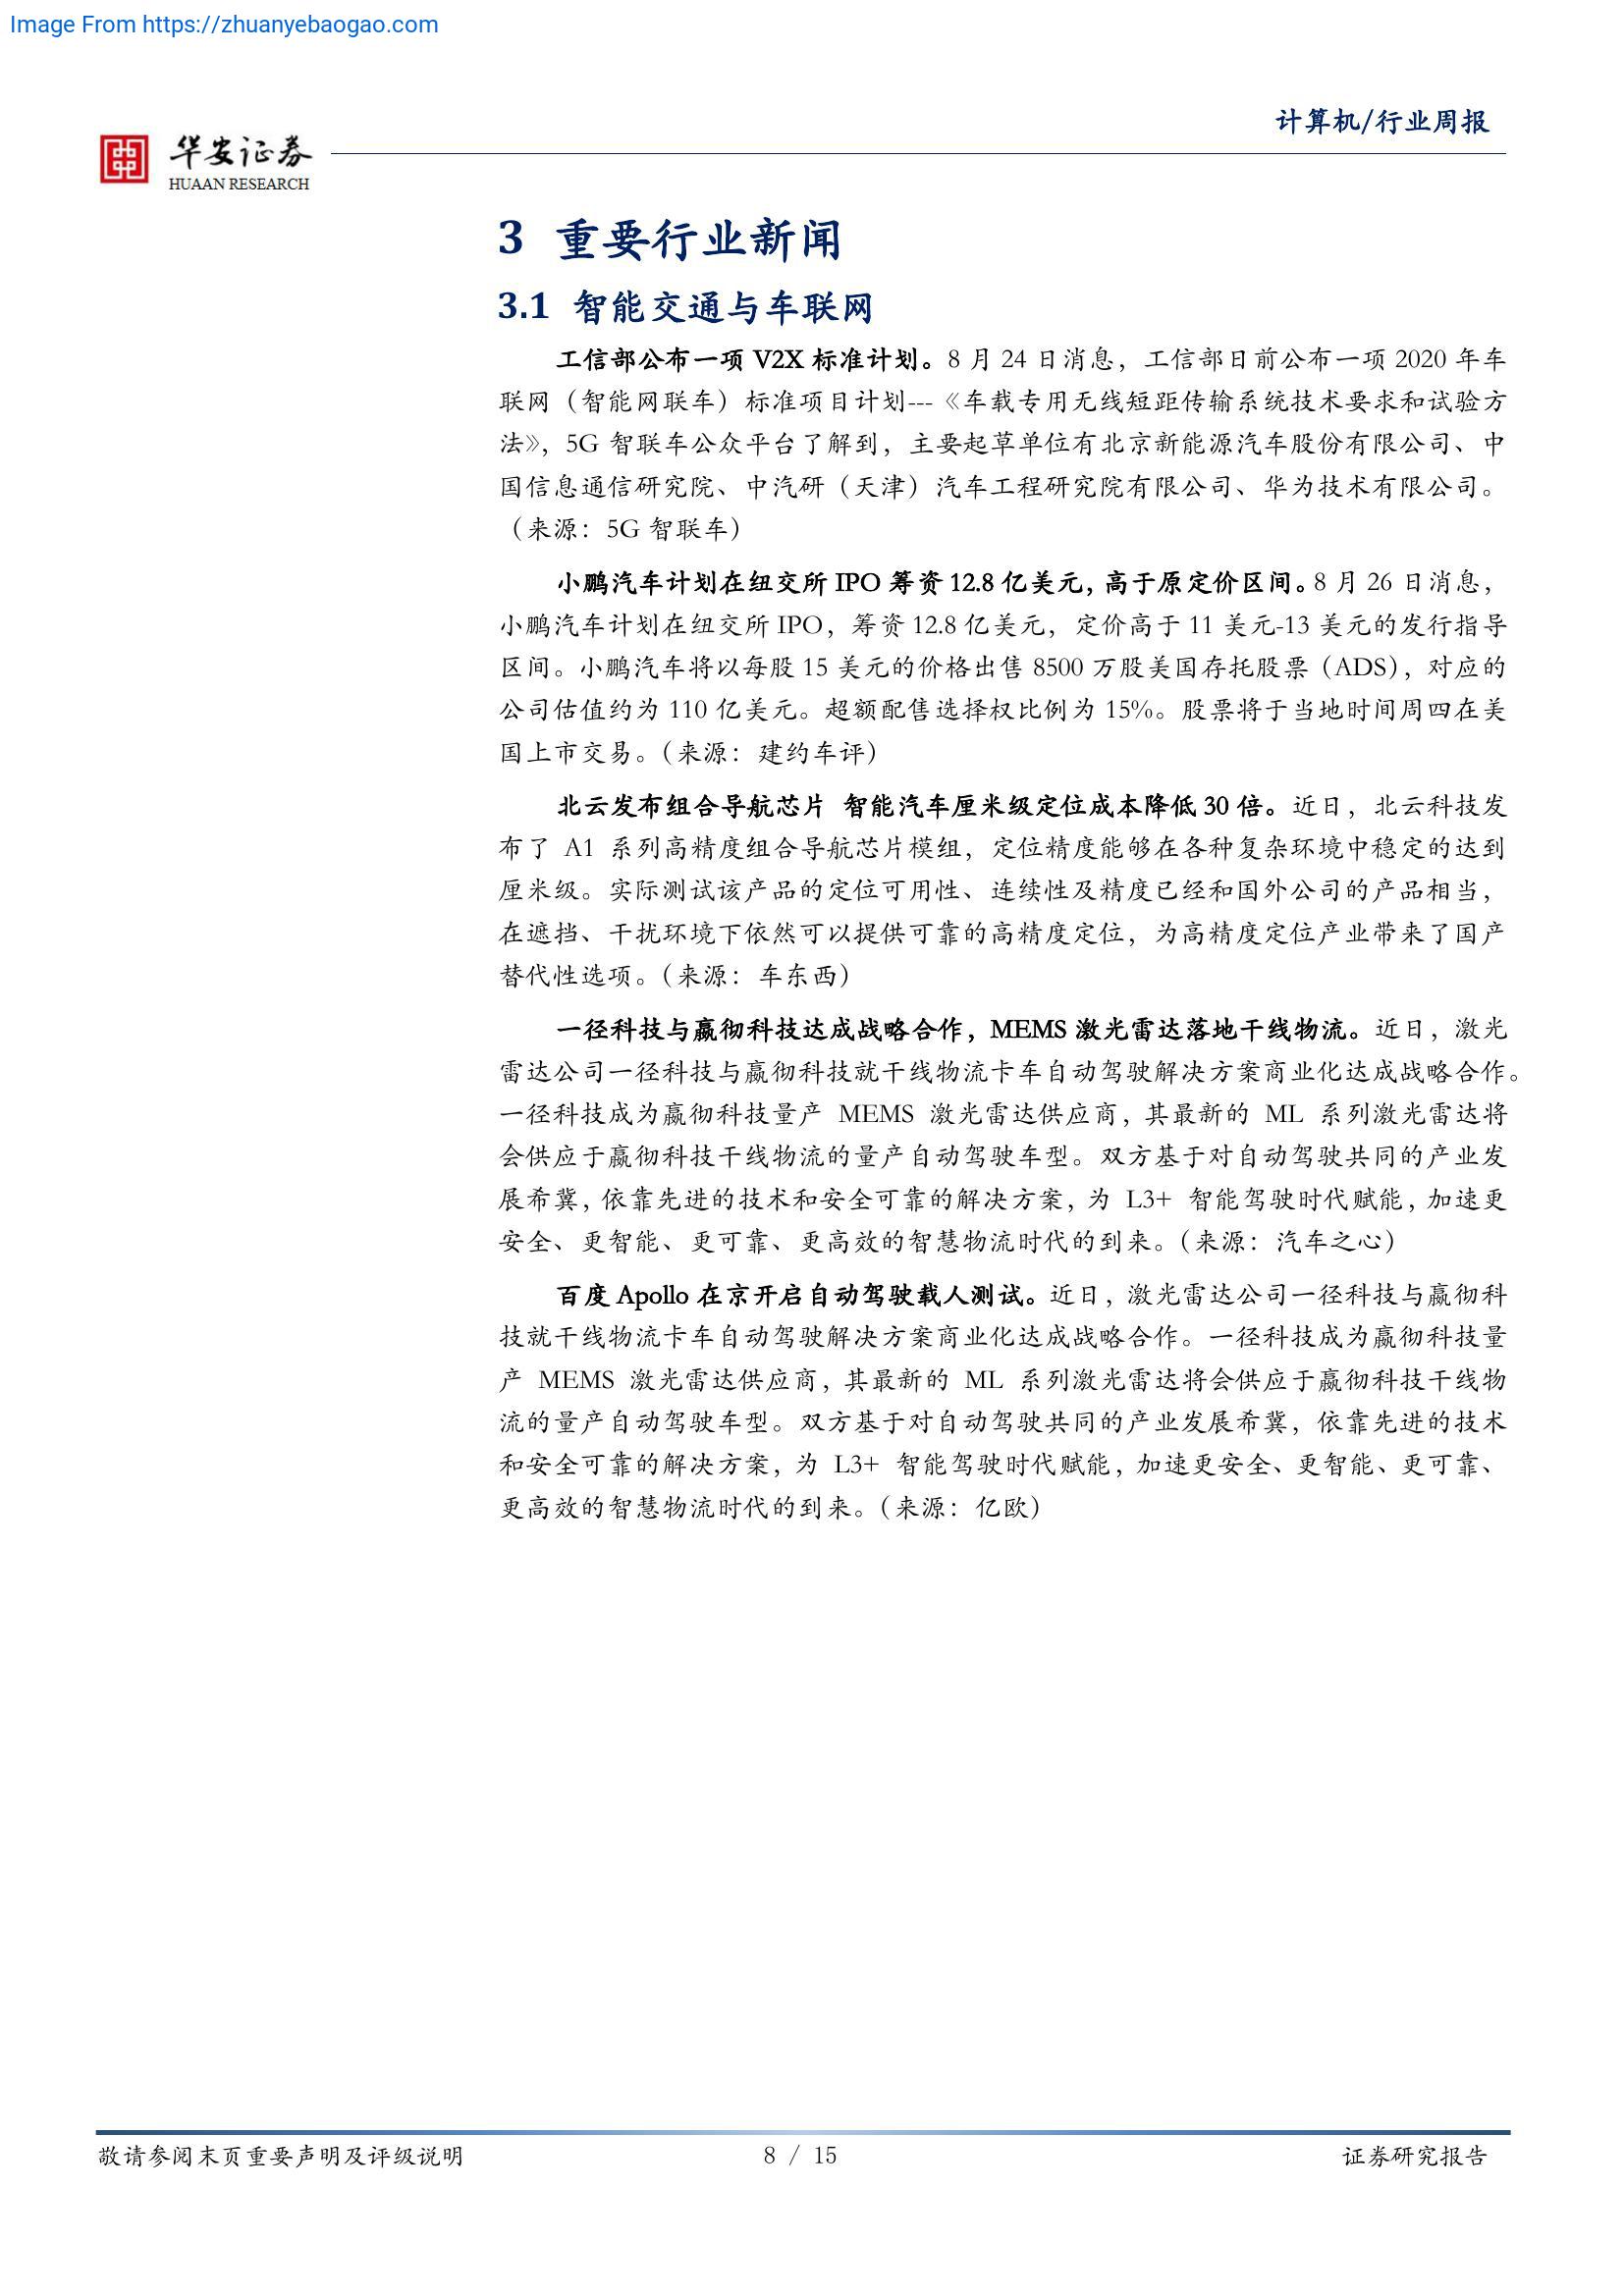 Image From https://zhuanyebaogao.com
计算机/行业周报
华安证券
HUAAN RESEARCH
3 重要行业新闻
3.1 智能交通与车联网
工信部公布一项 V2X 标准计划。8 月 24 日消息，工信部日前公布一项 2020 年车
联网（智能网联车）标准项目计划---《车载专用无线短距传输系统技术要求和试验方
法》，5G 智联车公众平台了解到，主要起草单位有北京新能源汽车股份有限公司、中
国信息通信研究院、中汽研（天津）汽车工程研究院有限公司、华为技术有限公司。
（来源：5G 智联车）
小鹏汽车计划在纽交所 IPO 筹资 12.8 亿美元，高于原定价区间。8 月 26 日消息，
小鹏汽车计划在纽交所 IPO，筹资 12.8 亿美元，定价高于 11 美元-13 美元的发行指导
区间。小鹏汽车将以每股 15 美元的价格出售 8500 万股美国存托股票（ADS），对应的
公司估值约为 110 亿美元。超额配售选择权比例为 15%。股票将于当地时间周四在美
国上市交易。（来源：建约车评）
北云发布组合导航芯片 智能汽车厘米级定位成本降低 30 倍。近日，北云科技发
布了 A1 系列高精度组合导航芯片模组，定位精度能够在各种复杂环境中稳定的达到
厘米级。实际测试该产品的定位可用性、连续性及精度已经和国外公司的产品相当，
在遮挡、干扰环境下依然可以提供可靠的高精度定位，为高精度定位产业带来了国产
替代性选项。（来源：车东西）
一径科技与嬴彻科技达成战略合作，MEMS 激光雷达落地干线物流。近日，激光
雷达公司一径科技与嬴彻科技就干线物流卡车自动驾驶解决方案商业化达成战略合作。
一径科技成为嬴彻科技量产 MEMS 激光雷达供应商，其最新的 ML 系列激光雷达将
会供应于嬴彻科技干线物流的量产自动驾驶车型。双方基于对自动驾驶共同的产业发
展希冀，依靠先进的技术和安全可靠的解决方案，为 L3+ 智能驾驶时代赋能，加速更
安全、更智能、更可靠、更高效的智慧物流时代的到来。（来源：汽车之心）
百度 Apollo 在京开启自动驾驶载人测试。近日，激光雷达公司一径科技与嬴彻科
技就干线物流卡车自动驾驶解决方案商业化达成战略合作。一径科技成为嬴彻科技量
产 MEMS 激光雷达供应商，其最新的 ML 系列激光雷达将会供应于嬴彻科技干线物
流的量产自动驾驶车型。双方基于对自动驾驶共同的产业发展希冀，依靠先进的技术
和安全可靠的解决方案，为 L3+ 智能驾驶时代赋能，加速更安全、更智能、更可靠、
更高效的智慧物流时代的到来。（来源：亿欧）
敬请参阅末页重要声明及评级说明
8 / 15
证券研究报告